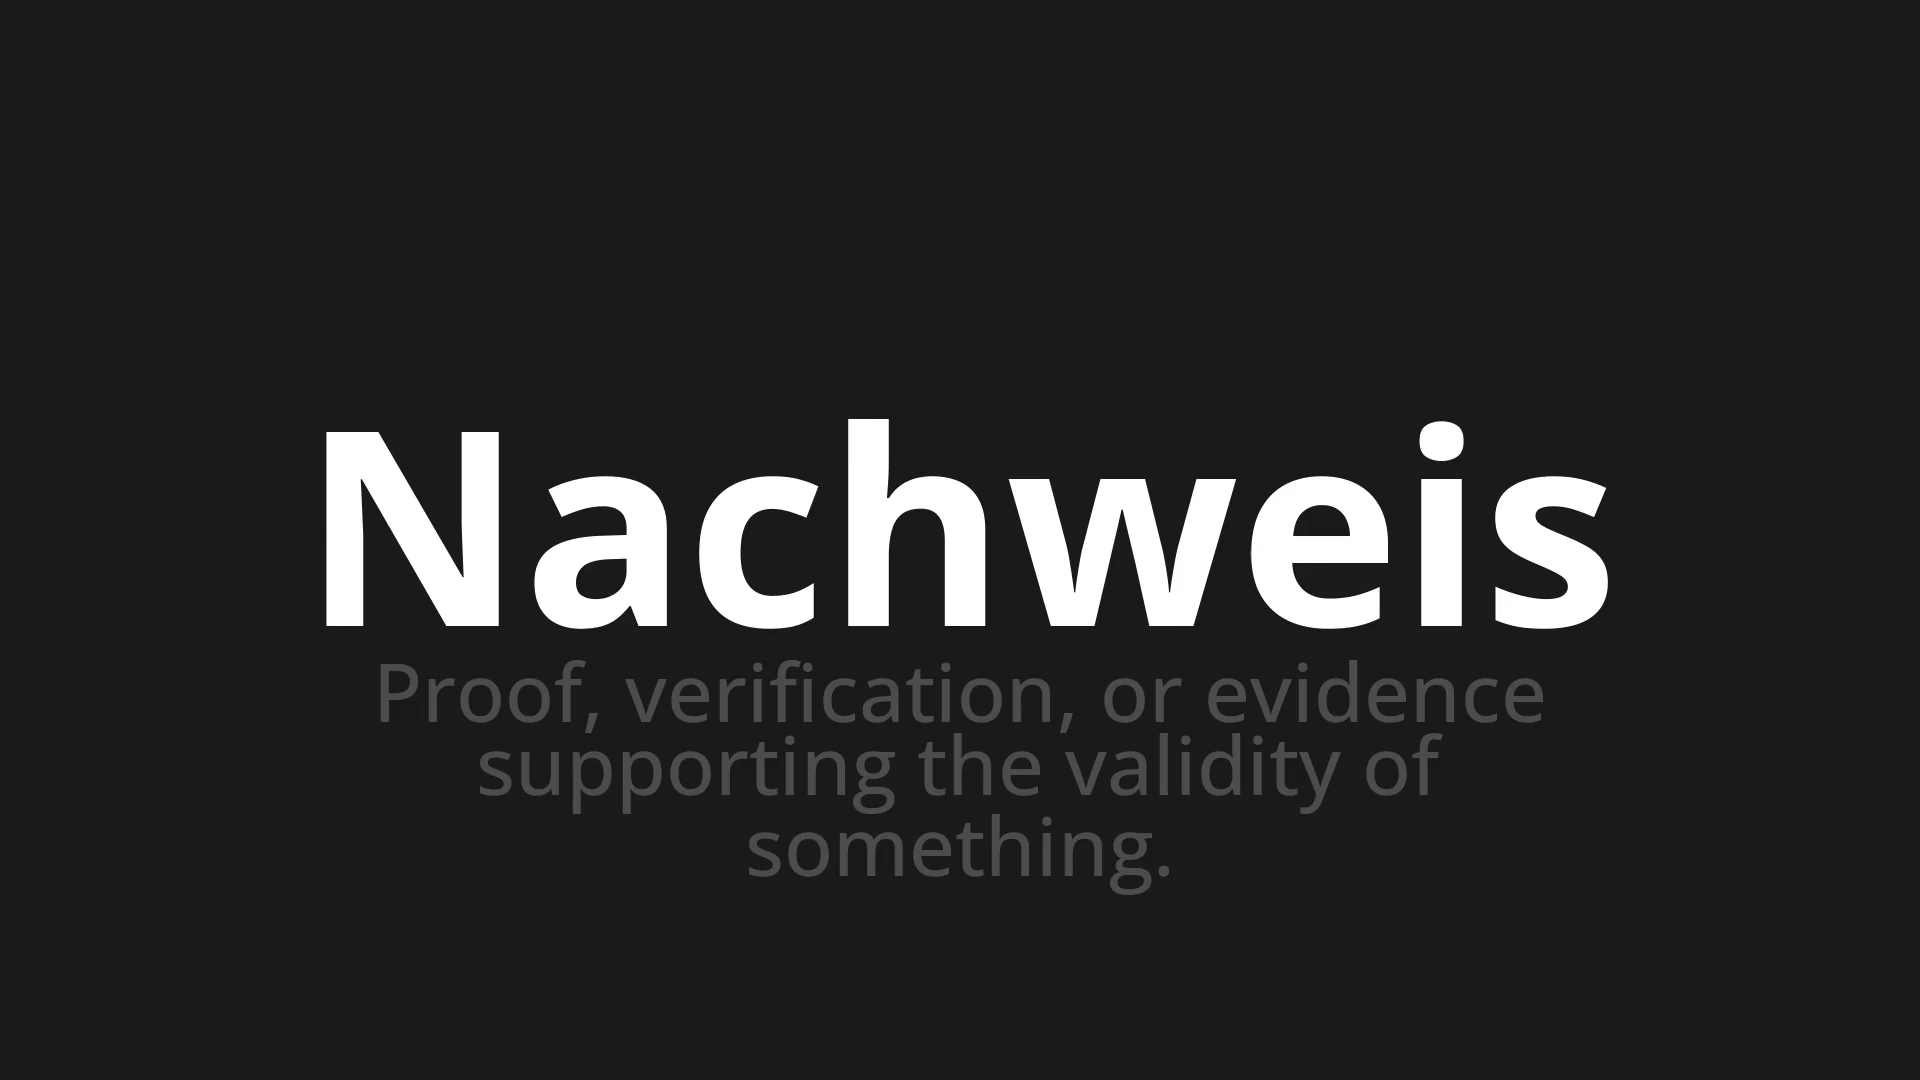 Nachweis
Proof, verification, or evidence
supporting the validity of
something.